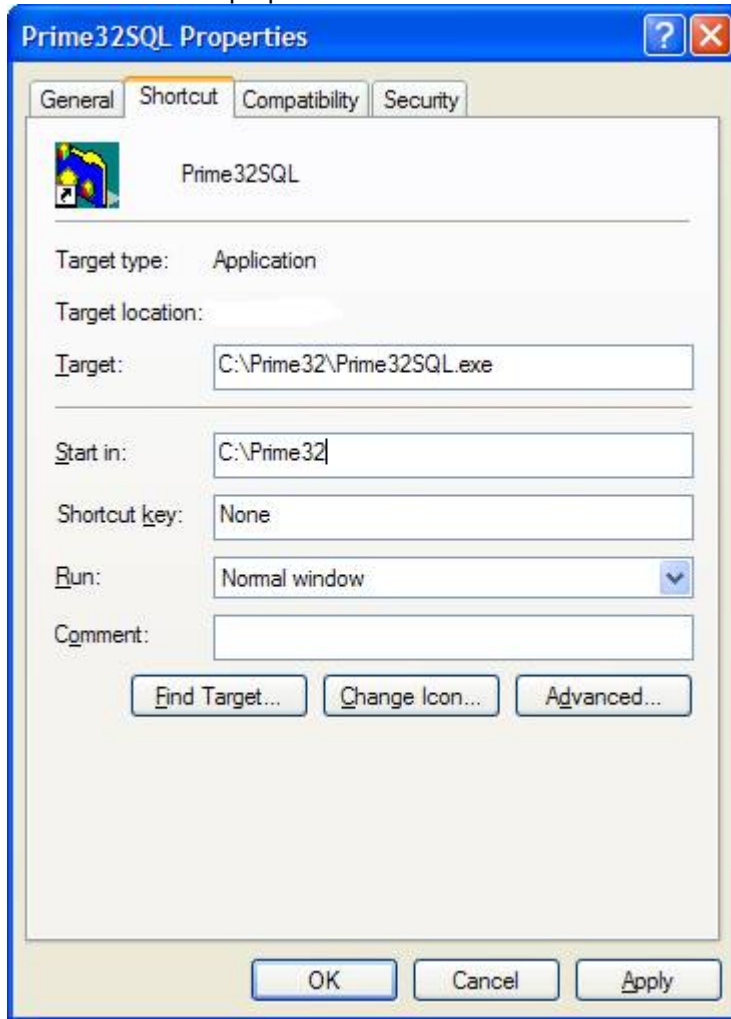 Prime32SQL Properties
General Shortcut Compatibility Security
Prime32SQL
Target type: Application
Target location:
Target: C:\Prime32\Prime32SQL.exe
Start in: C:\Prime32
Shortcut key: None
Run: Normal window
Comment:
Find Target... Change Icon... Advanced...
OK Cancel Apply